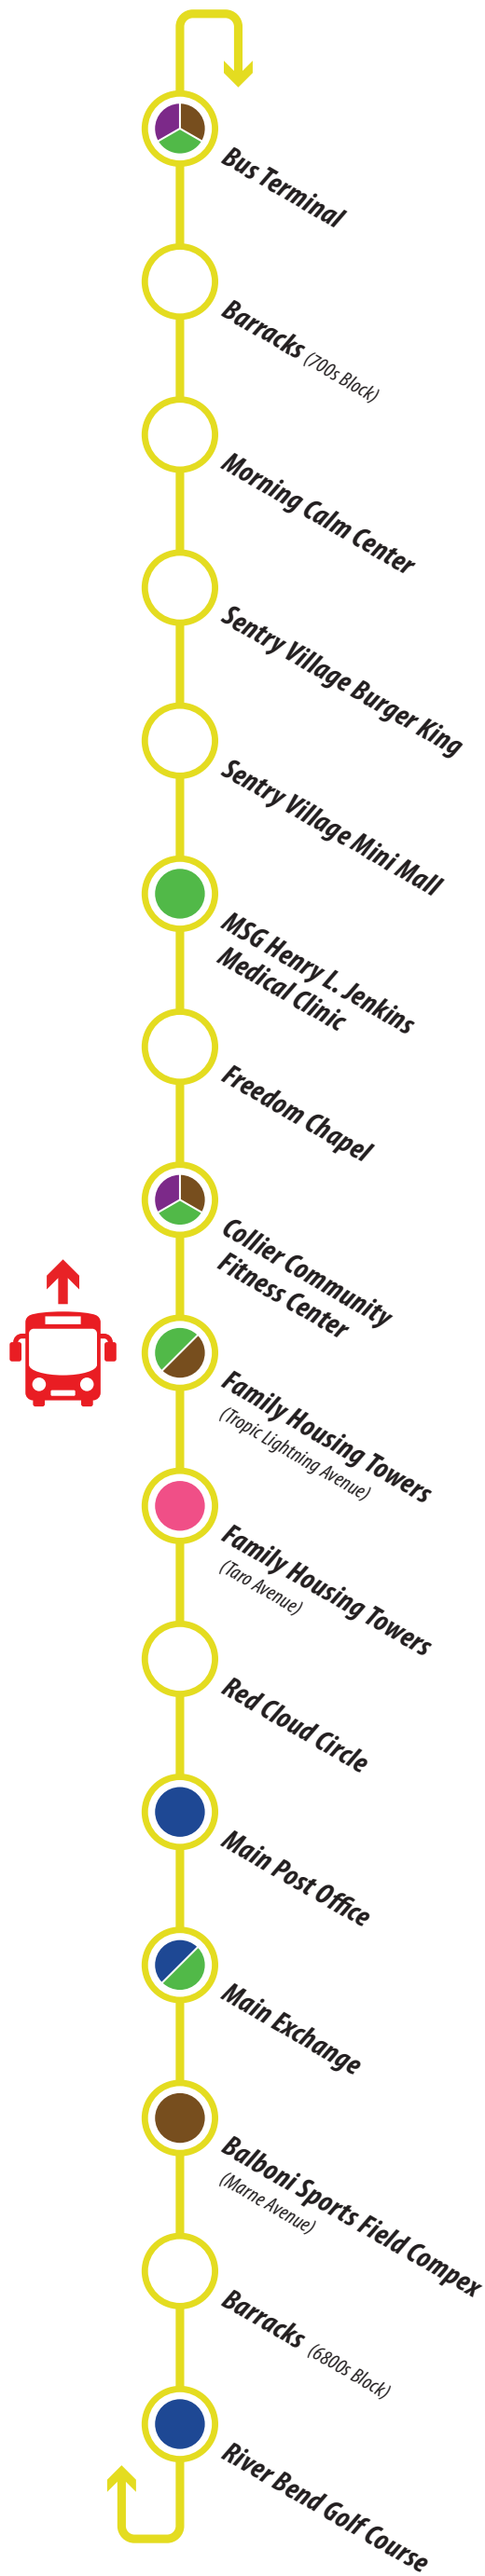 Bus Terminal
Barracks (700s Block)
Morning Calm Center
Sentry Village Burger King
Sentry Village Mini Mall
MSG Henry L. Jenkins
Medical Clinic
Freedom Chapel
Collier Community
Fitness Center
Family Housing Towers
(Tropic Lightning Avenue)
Family Housing Towers
(Taro Avenue)
Red Cloud Circle
Main Post Office
Main Exchange
Balboni Sports Field Compex
(Marne Avenue)
Barracks (6800s Block)
River Bend Golf Course